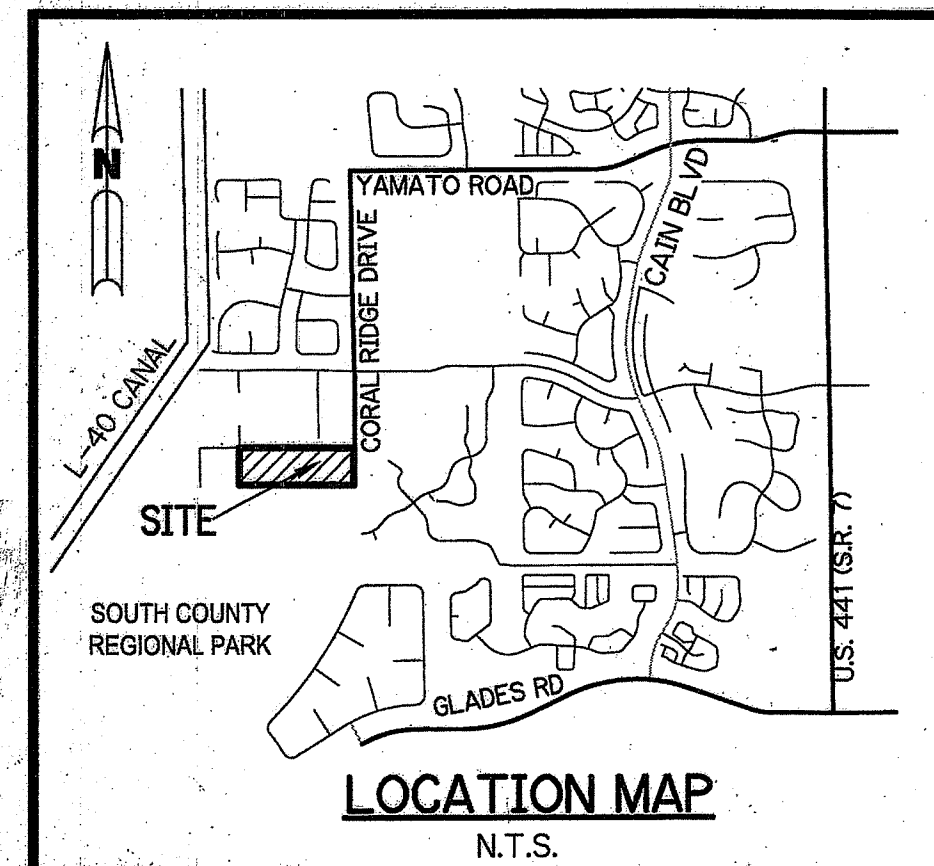 N
YAMATO ROAD
CAIN BLVD
CORAL RIDGE DRIVE
L-40 CANAL
SITE
U.S. 441 (S.R. 7)
SOUTH COUNTY
REGIONAL PARK
GLADES RD
LOCATION MAP
N.T.S.